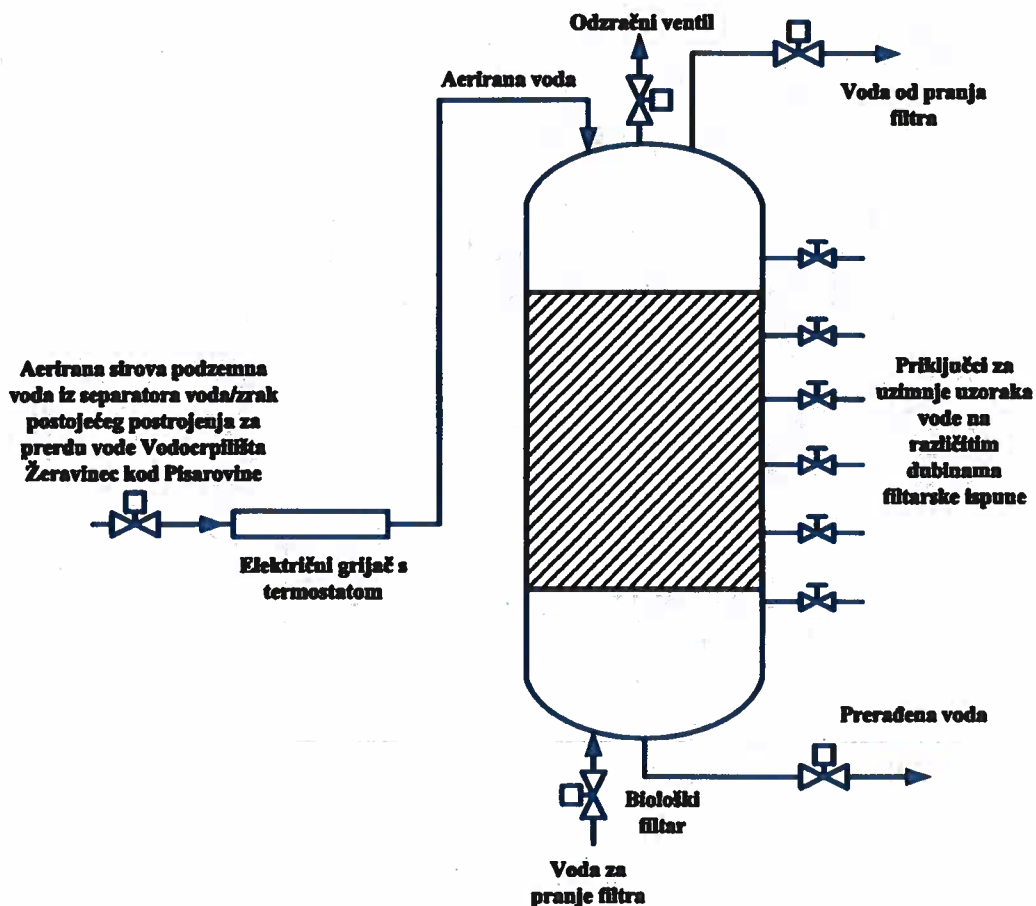 Odzračni ventil
Aerirana voda
Voda od pranja
filtra
Aerirana sirova podzemna
voda iz separatora voda/zrak
postojećeg postrojenja za
prerdu vode Vodocrpilišta
Žeravinec kod Pisarovine
Priključci za
uzimnje uzoraka
vode na
različitim
dubinama
filtarske ispune
Električni grijač s
termostatom
Prerađena voda
Biološki
filtar
Voda za
pranje filtra